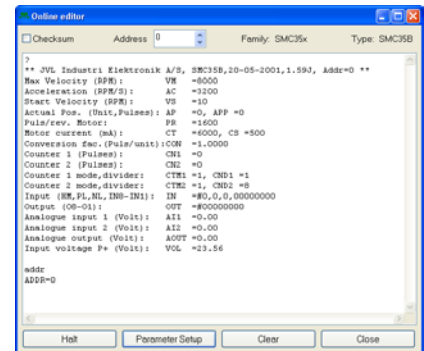 Online editor
Checksum Address 0 Family: SMC35x Type: SMC35B
?
** JVL Industri Elektronik A/S, SMC35B,20-05-2001,1.59J, Addr=0 **
Max Velocity (RPM): VM =8000
Acceleration (RPM/S): AC =3200
Start Velocity (RPM): VS =10
Actual Pos. (Unit,Pulses): AP =0, APP =0
Puls/rev. Motor: PR =1600
Motor current (mA): CT =6000, CS =500
Conversion fac.(Puls/unit):CON =1.0000
Counter 1 (Pulses): CN1 =0
Counter 2 (Pulses): CN2 =0
Counter 1 mode,divider: CTM1 =1, CND1 =1
Counter 2 mode,divider: CTM2 =1, CND2 =8
Input (HM,PL,NL,IN8-IN1): IN =#0,0,0,00000000
Output (O8-O1): OUT =#00000000
Analogue input 1 (Volt): AI1 =0.00
Analogue input 2 (Volt): AI2 =0.00
Analogue output (Volt): AOUT =0.00
Input voltage P+ (Volt): VOL =23.56
addr
ADDR=0
Halt Parameter Setup Clear Close